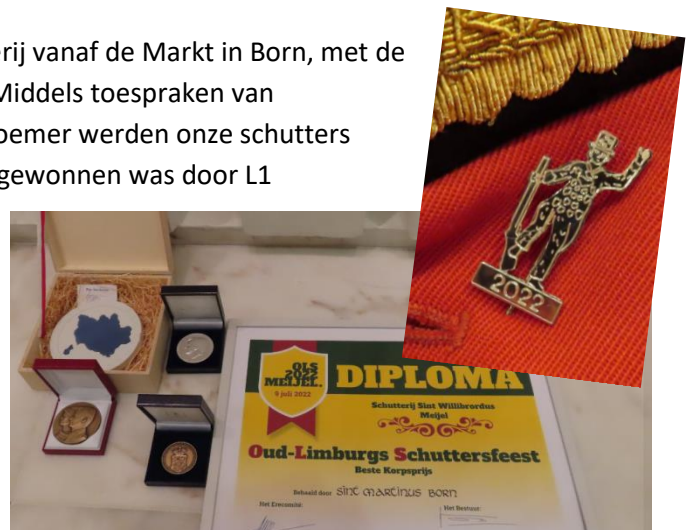 erij vanaf de Markt in Born, met de
Middels toespraken van
oemer werden onze schutters
gewonnen was door L1
2022
OLS
2022
MEIJEL.
9 juli 2022
DIPLOMA
Schutterij Sint Willibrordus
Meijel
Oud-Limburgs Schuttersfeest
Beste Korpsprijs
Behaald door SINT MARTINUS BORN
Het Erecomité:
Het Bestuur: